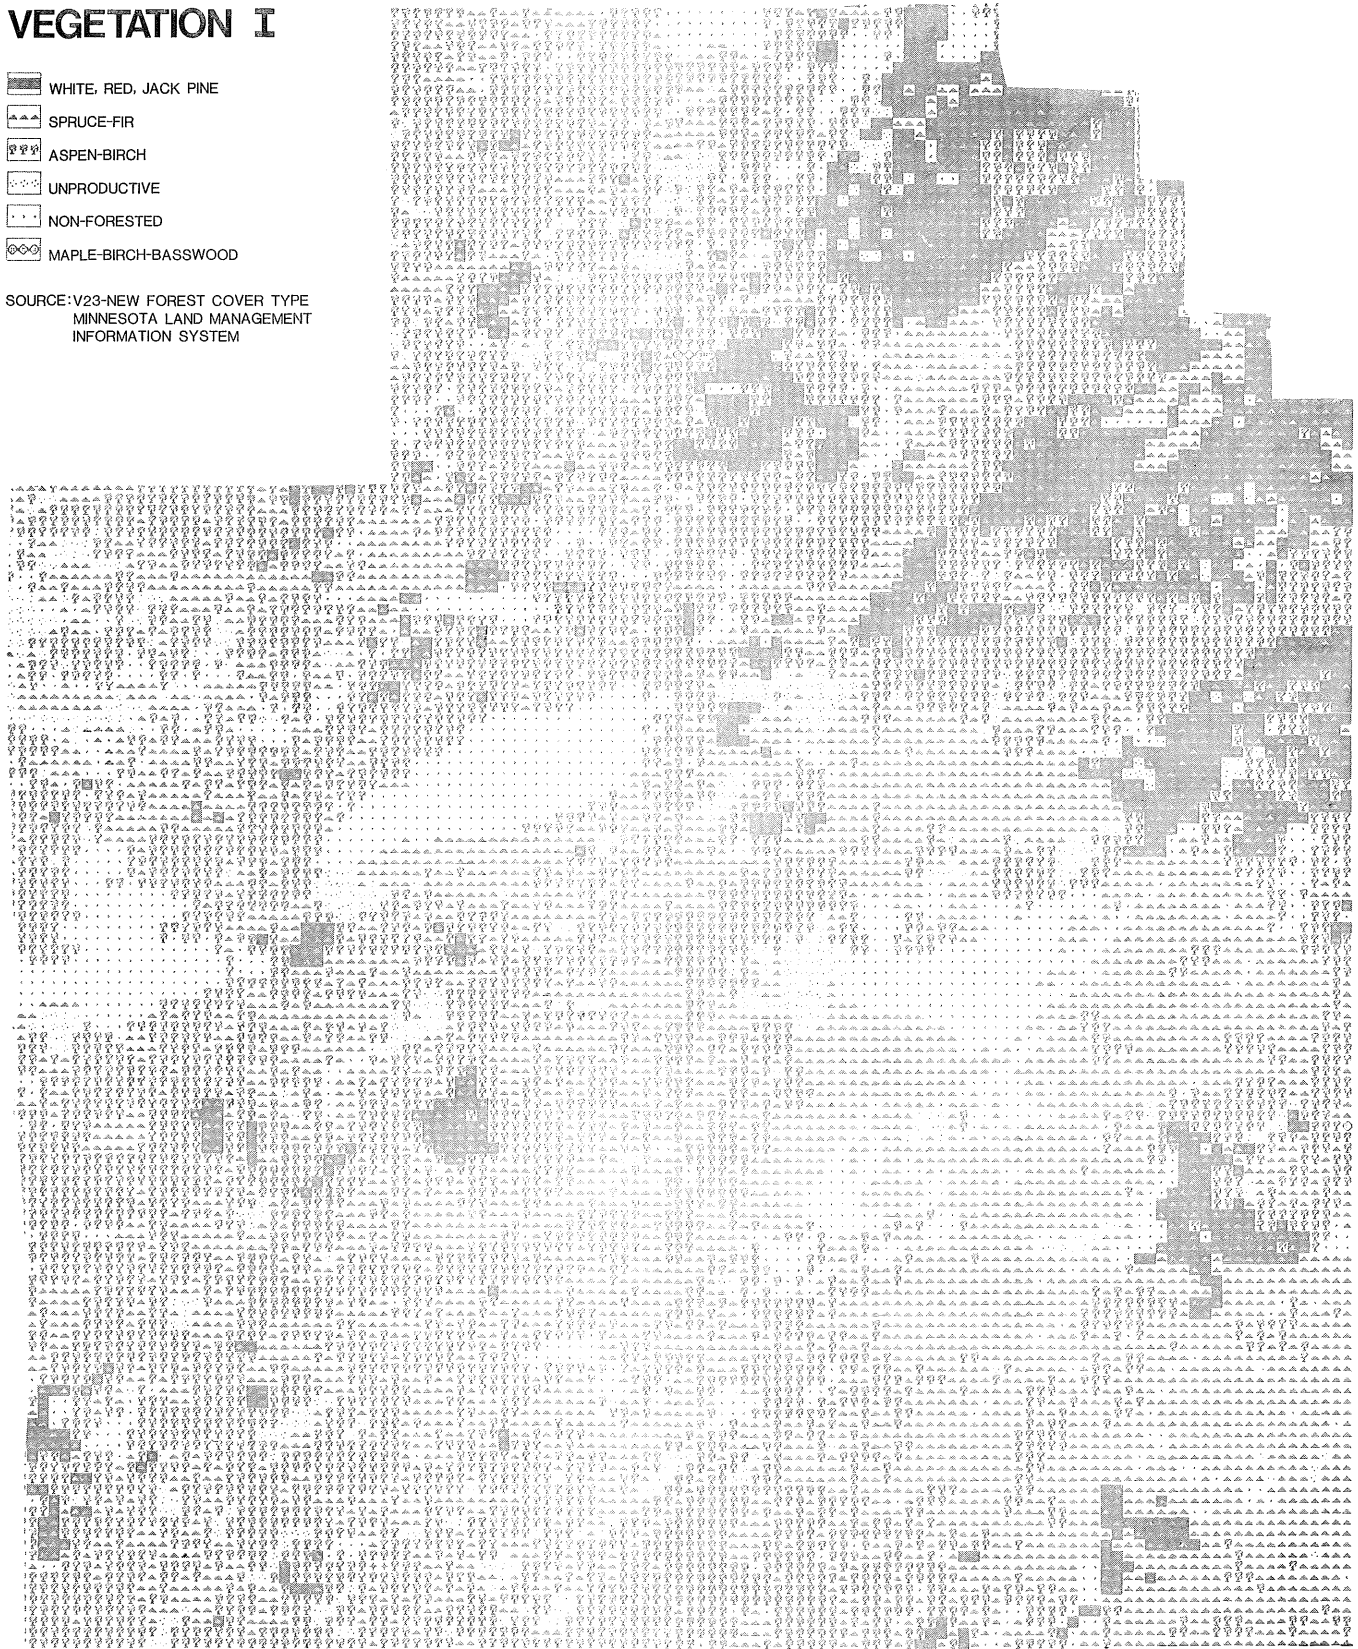 VEGETATION I
WHITE, RED, JACK PINE
SPRUCE-FIR
ASPEN-BIRCH
UNPRODUCTIVE
NON-FORESTED
MAPLE-BIRCH-BASSWOOD
SOURCE:V23-NEW FOREST COVER TYPE
MINNESOTA LAND MANAGEMENT
INFORMATION SYSTEM